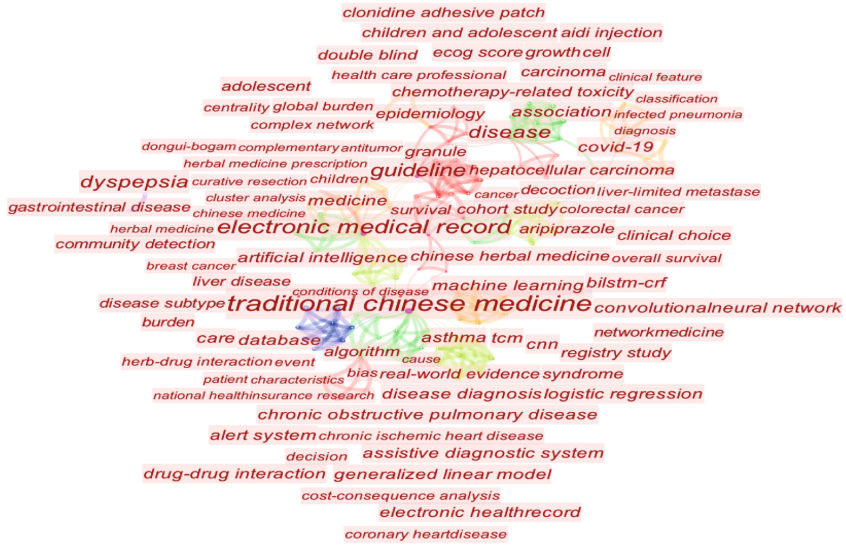 clonidine adhesive patch
children and adolescent aidi injection
double blind ecog score growthcell
health care professional carcinoma clinical feature
adolescent chemotherapy-related toxicity classification
centrality global burden epidemiology association infected pneumonia
complex network disease diagnosis
dongui-bogam complementary antitumor granule covid-19
herbal medicine prescription guideline hepatocellular carcinoma
dyspepsia curative resection children cancer decoction liver-limited metastase
cluster analysis medicine
gastrointestinal disease chinese medicine survival cohort study colorectal cancer
herbal medicine electronic medical record aripiprazole clinical choice
community detection
breast cancer artificial intelligence chinese herbal medicine overall survival
liver disease conditions of disease machine learning bilstm-crf
disease subtype traditional chinese medicine convolutionalneural network
burden
care database asthma tcm cnn networkmedicine
herb-drug interaction event algorithm cause registry study
patient characteristics bias real-world evidence syndrome
national healthinsurance research disease diagnosis logistic regression
chronic obstructive pulmonary disease
alert system chronic ischemic heart disease
decision assistive diagnostic system
drug-drug interaction generalized linear model
cost-consequence analysis
electronic healthrecord
coronary heartdisease